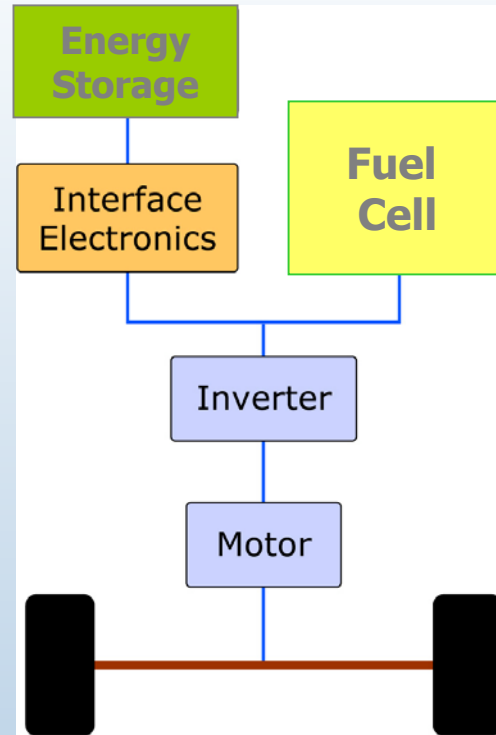 Energy
Storage
Interface
Electronics
Fuel
Cell
Inverter
Motor